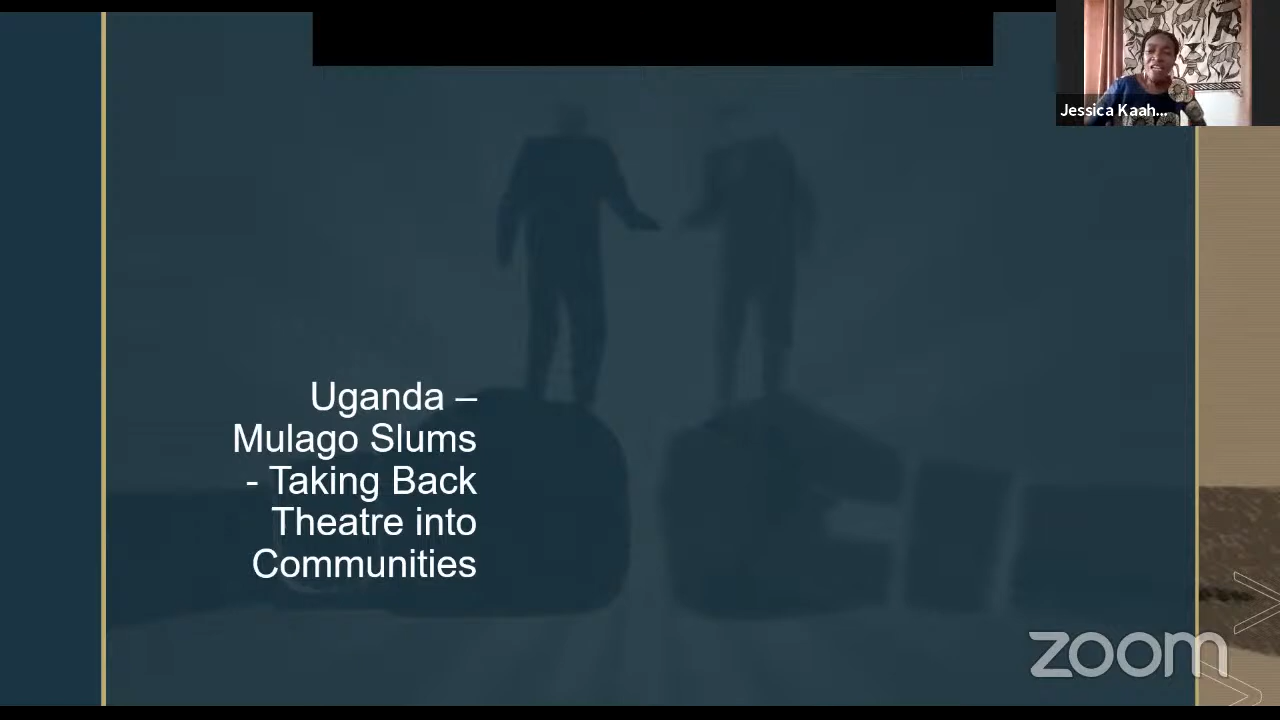 Jessica Kaah...
Uganda –
Mulago Slums
- Taking Back
Theatre into
Communities
zoom